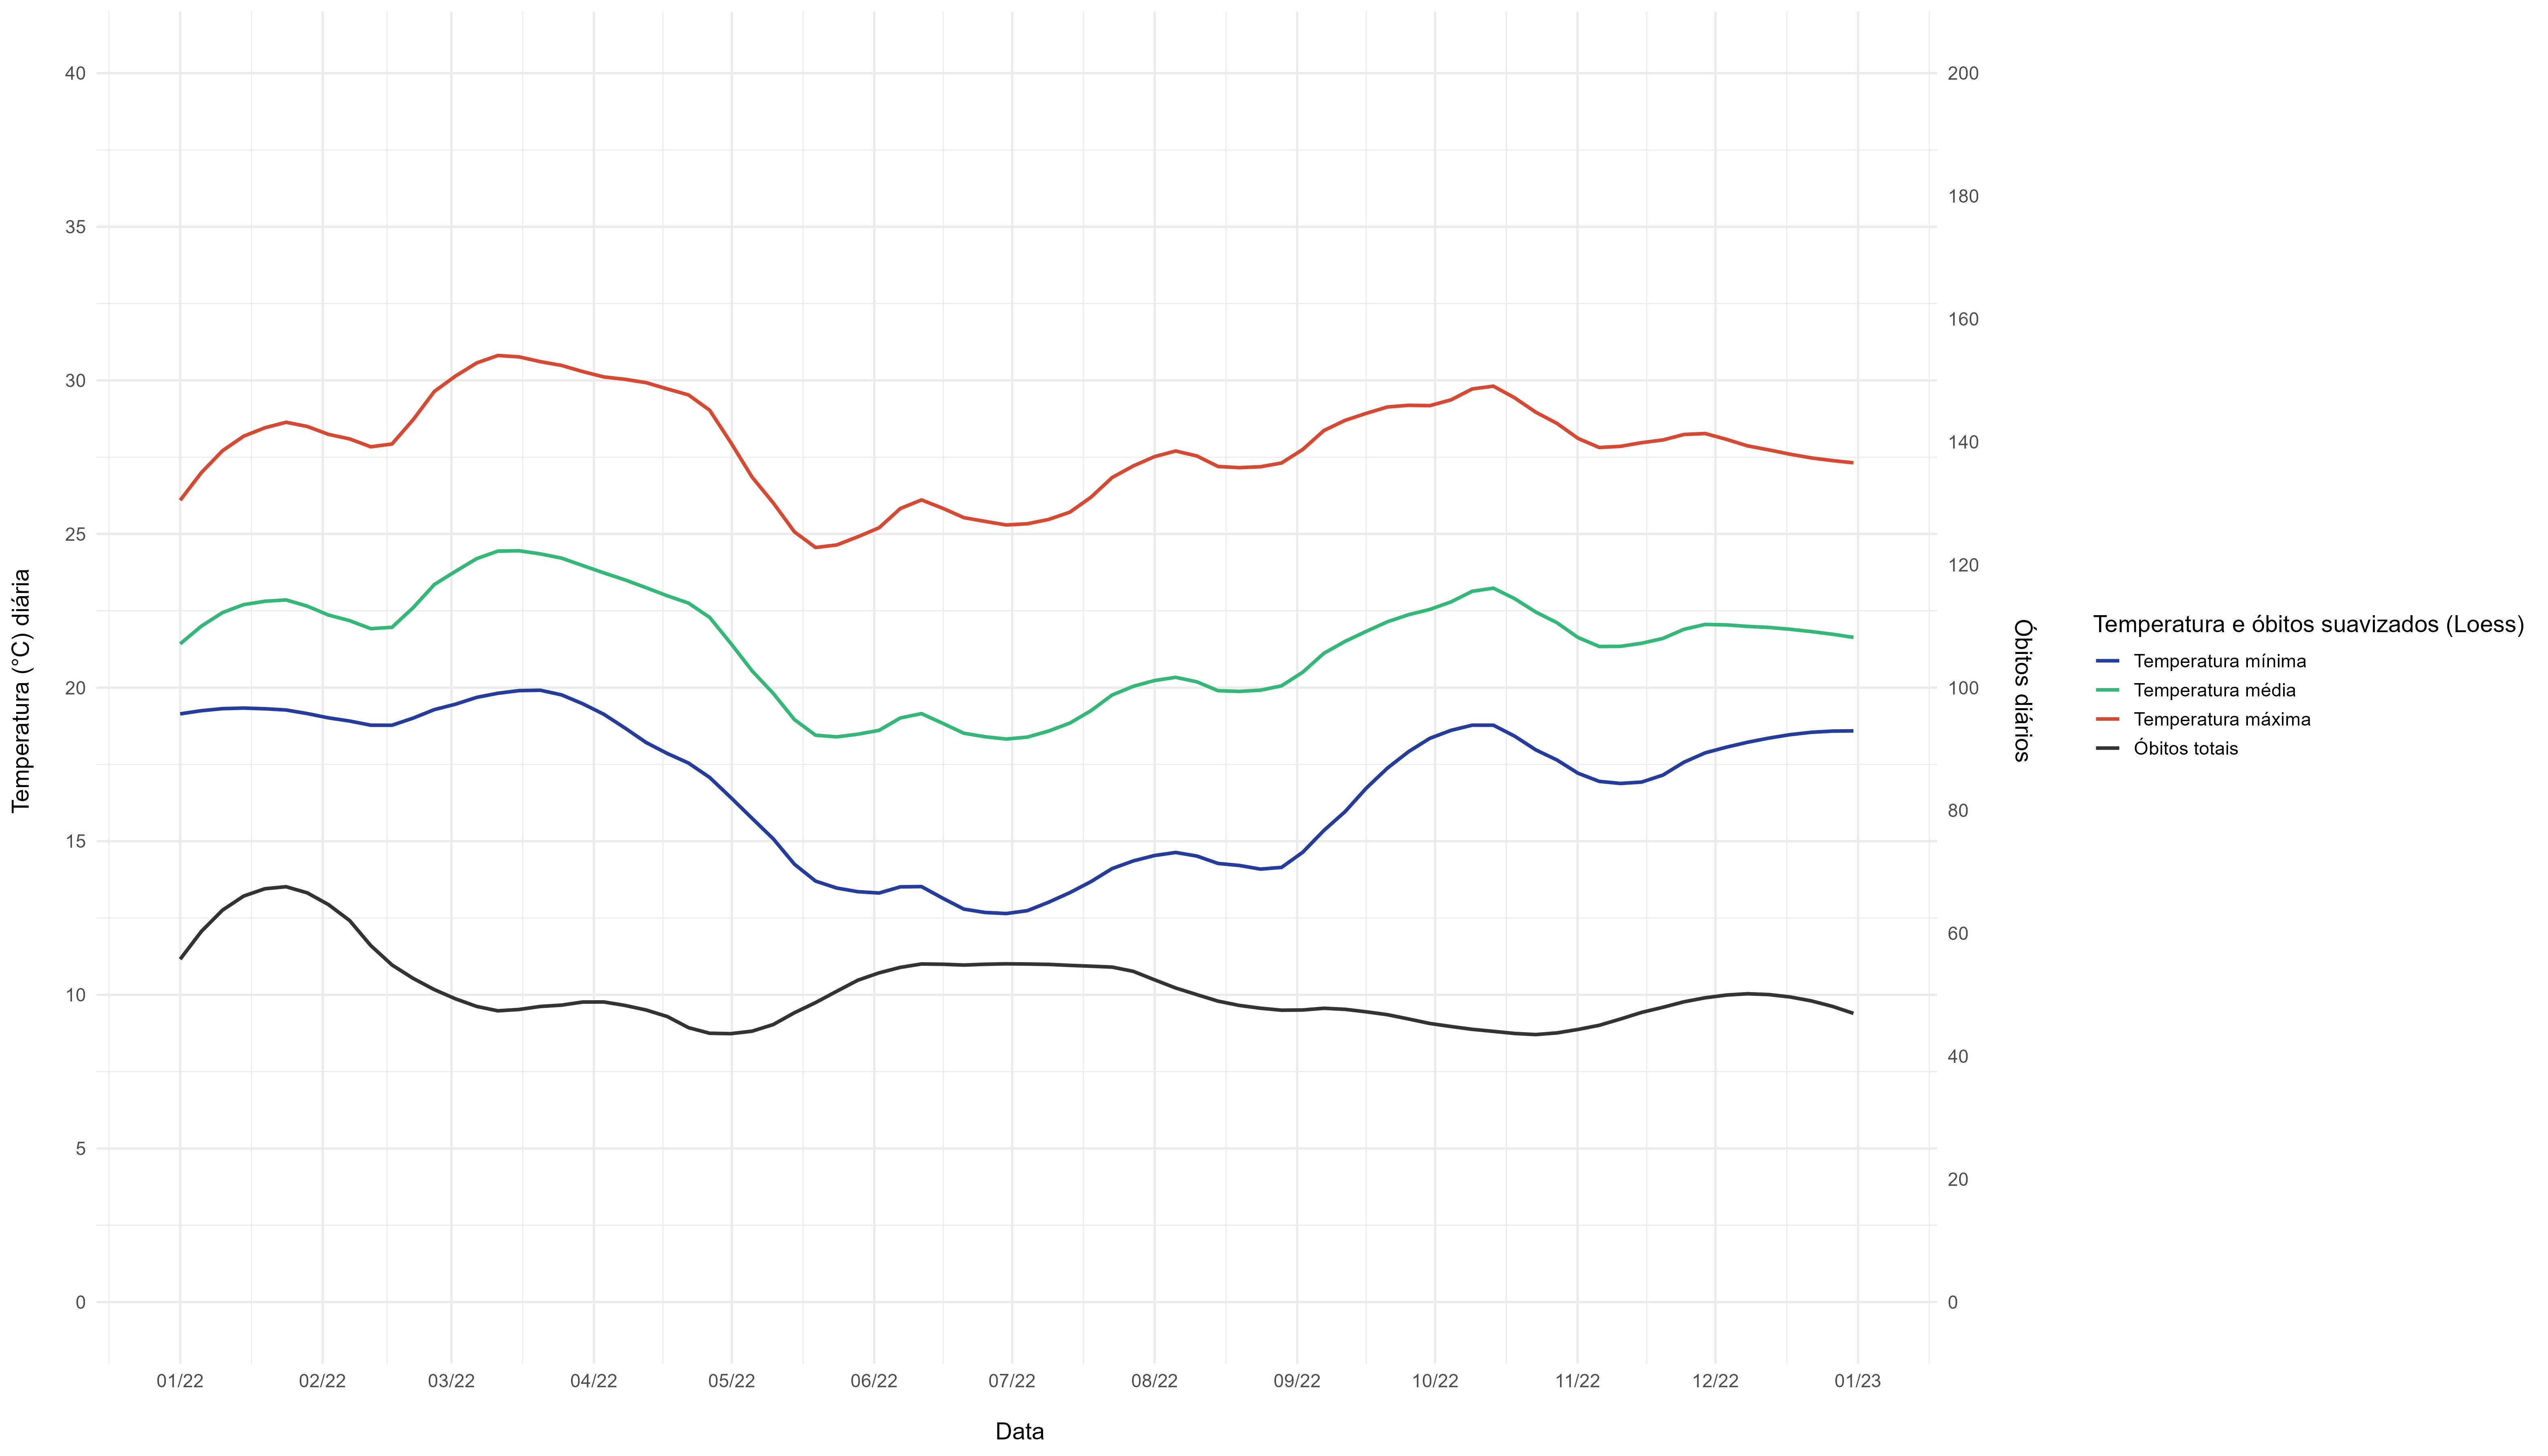 Temperatura (°C) diária
40
35
30
25
20
15
10
5
0
200
180
160
140
120
100
80
60
40
20
0
Óbitos diários
01/22 02/22 03/22 04/22 05/22 06/22 07/22 08/22 09/22 10/22 11/22 12/22 01/23
Data
Temperatura e óbitos suavizados (Loess)
Temperatura mínima
Temperatura média
Temperatura máxima
Óbitos totais